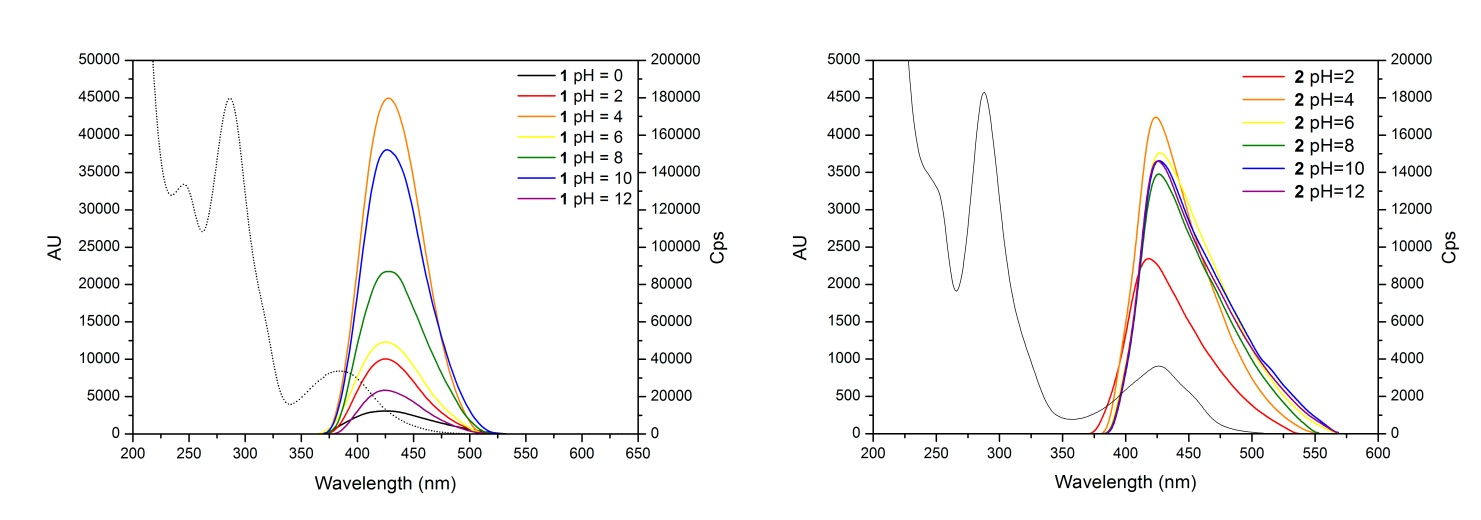 50000
45000
40000
35000
30000
25000
20000
15000
10000
5000
0
AU
200 250 300 350 400 450 500 550 600 650
Wavelength (nm)
200000
180000
160000
140000
120000
100000
80000
60000
40000
20000
0
Cps
1 pH = 0
1 pH = 2
1 pH = 4
1 pH = 6
1 pH = 8
1 pH = 10
1 pH = 12
5000
4500
4000
3500
3000
2500
2000
1500
1000
500
0
AU
200 250 300 350 400 450 500 550 600
Wavelength (nm)
20000
18000
16000
14000
12000
10000
8000
6000
4000
2000
0
Cps
2 pH=2
2 pH=4
2 pH=6
2 pH=8
2 pH=10
2 pH=12